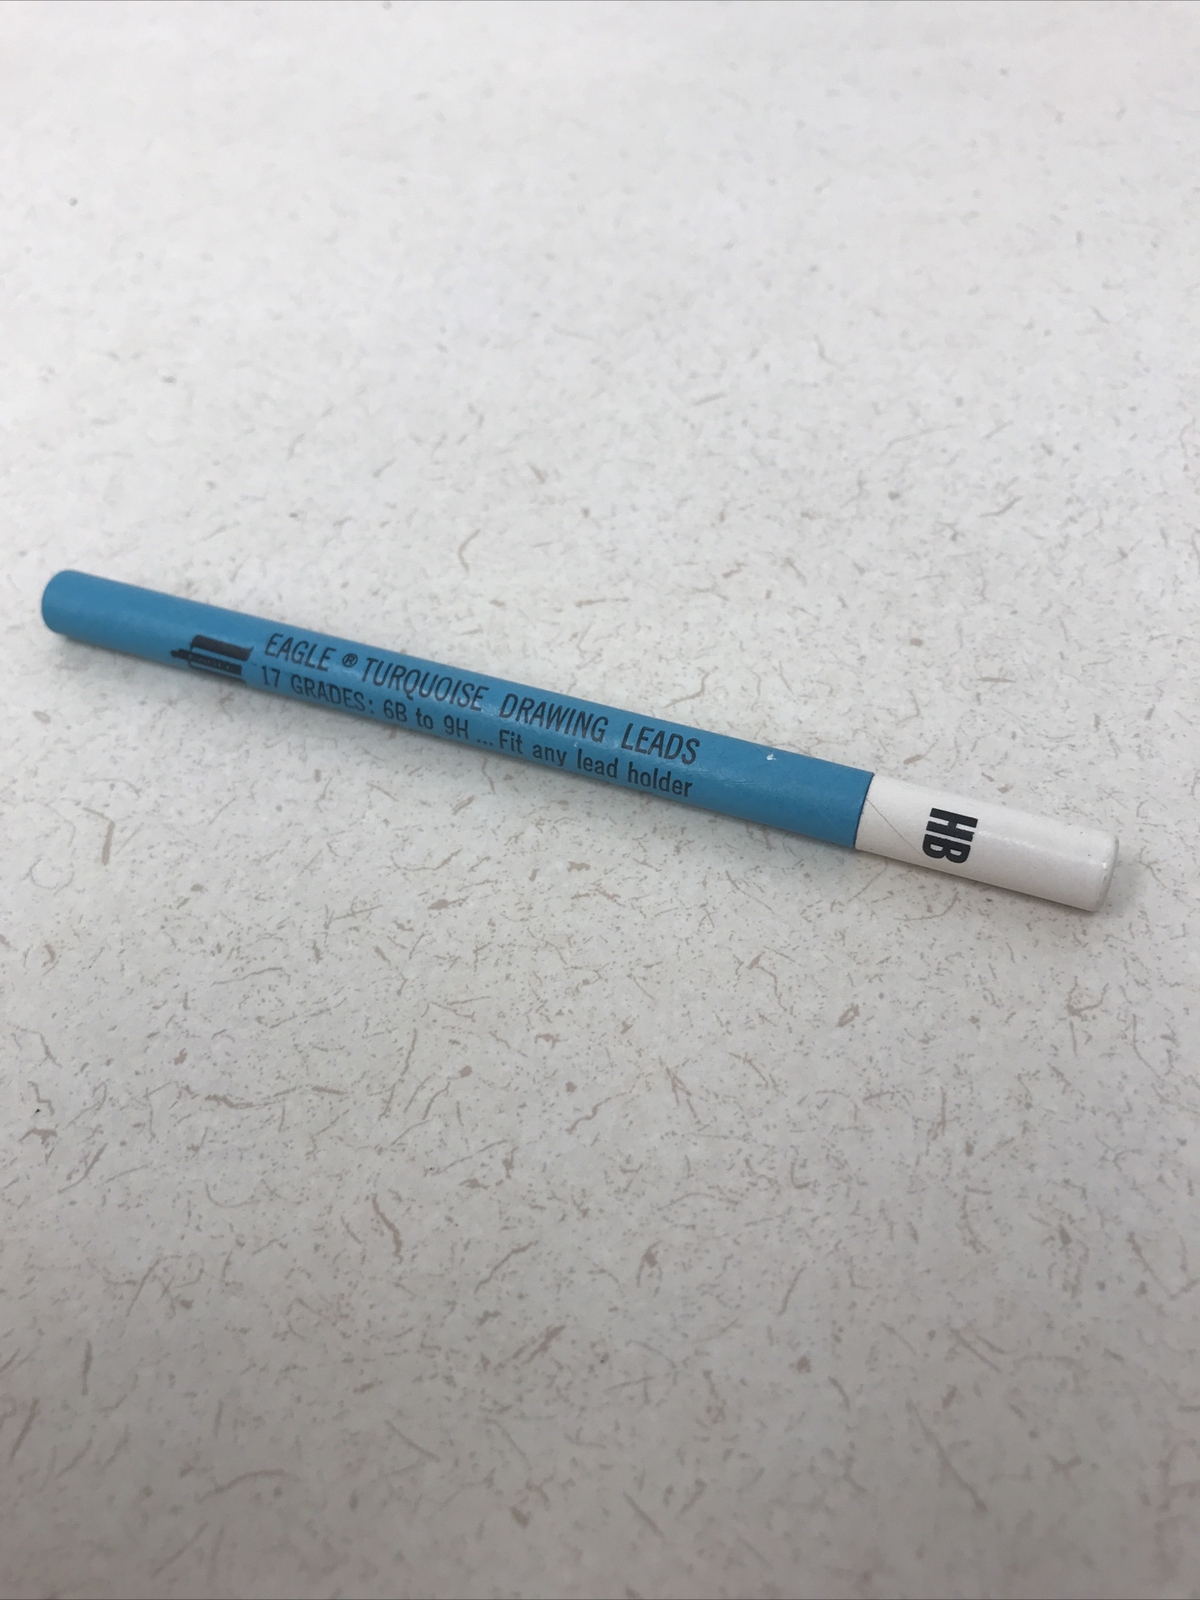 EAGLE ® TURQUOISE DRAWING LEADS
17 GRADES: 6B to 9H ... Fit any lead holder
HB